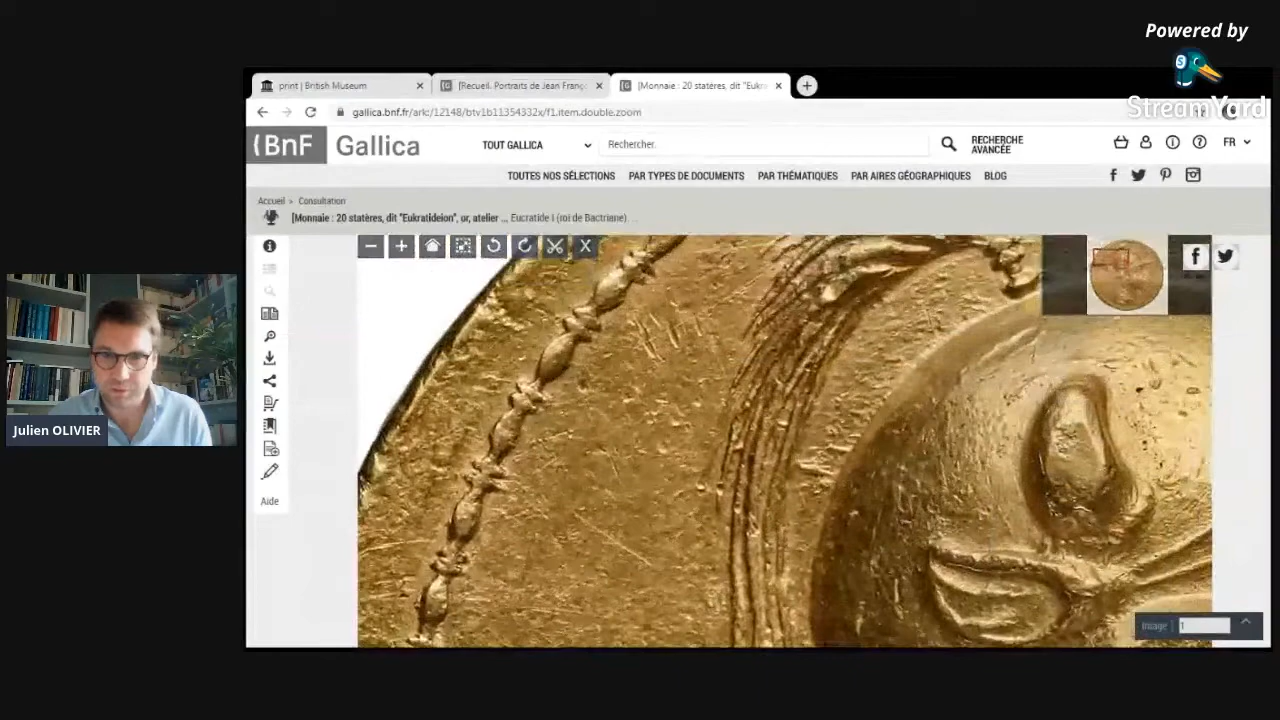 Powered by
StreamYard
print | British Museum
[Recueil. Portraits de Jean Franç
[Monnaie : 20 statères, dit "Eukra
gallica.bnf.fr/ark:/12148/btv1b11354332x/f1.item.double.zoom
BnF Gallica
TOUT GALLICA
Rechercher.
RECHERCHE
AVANCÉE
FR
TOUTES NOS SÉLECTIONS PAR TYPES DE DOCUMENTS PAR THÉMATIQUES PAR AIRES GÉOGRAPHIQUES BLOG
Accueil > Consultation
[Monnaie : 20 statères, dit "Eukratideion", or, atelier ... Eucratide I (roi de Bactriane). ...
Aide
Image 1
Julien OLIVIER